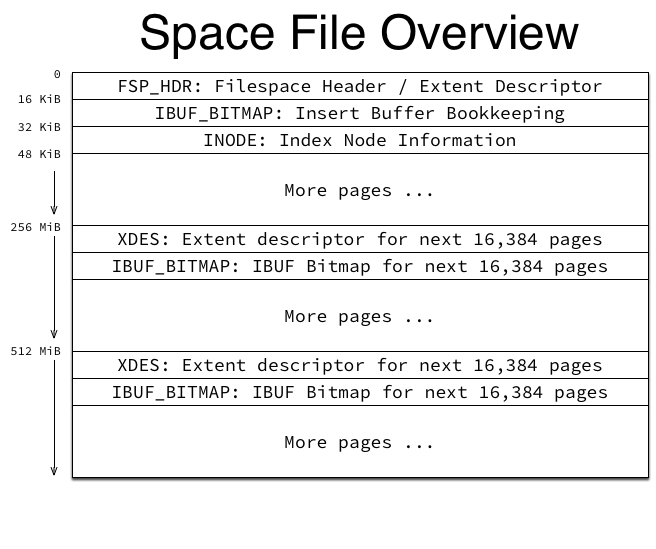 Space File Overview
0
FSP_HDR: Filespace Header / Extent Descriptor
16 KiB
IBUF_BITMAP: Insert Buffer Bookkeeping
32 KiB
INODE: Index Node Information
48 KiB
More pages ...
256 MiB
XDES: Extent descriptor for next 16,384 pages
IBUF_BITMAP: IBUF Bitmap for next 16,384 pages
More pages ...
512 MiB
XDES: Extent descriptor for next 16,384 pages
IBUF_BITMAP: IBUF Bitmap for next 16,384 pages
More pages ...